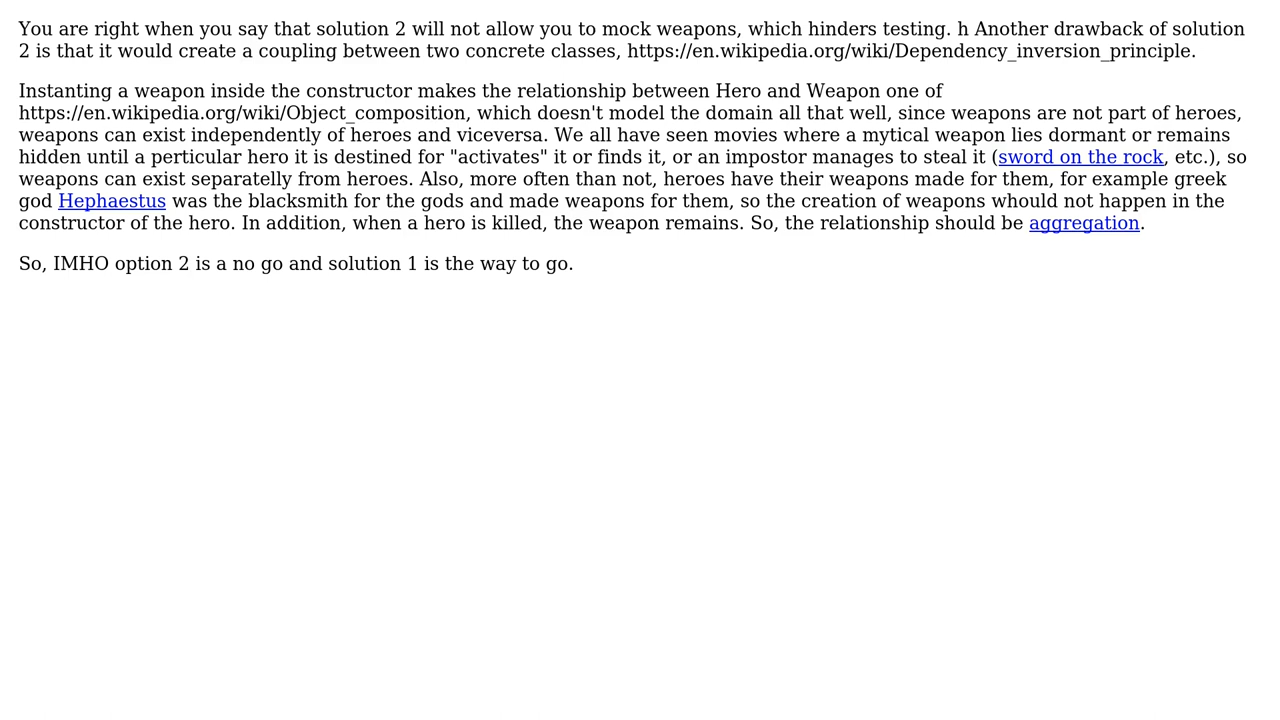 You are right when you say that solution 2 will not allow you to mock weapons, which hinders testing. h Another drawback of solution
2 is that it would create a coupling between two concrete classes, https://en.wikipedia.org/wiki/Dependency_inversion_principle.
Instanting a weapon inside the constructor makes the relationship between Hero and Weapon one of
https://en.wikipedia.org/wiki/Object_composition, which doesn't model the domain all that well, since weapons are not part of heroes,
weapons can exist independently of heroes and viceversa. We all have seen movies where a mytical weapon lies dormant or remains
hidden until a perticular hero it is destined for "activates" it or finds it, or an impostor manages to steal it (sword on the rock, etc.), so
weapons can exist separatelly from heroes. Also, more often than not, heroes have their weapons made for them, for example greek
god Hephaestus was the blacksmith for the gods and made weapons for them, so the creation of weapons whould not happen in the
constructor of the hero. In addition, when a hero is killed, the weapon remains. So, the relationship should be aggregation.
So, IMHO option 2 is a no go and solution 1 is the way to go.